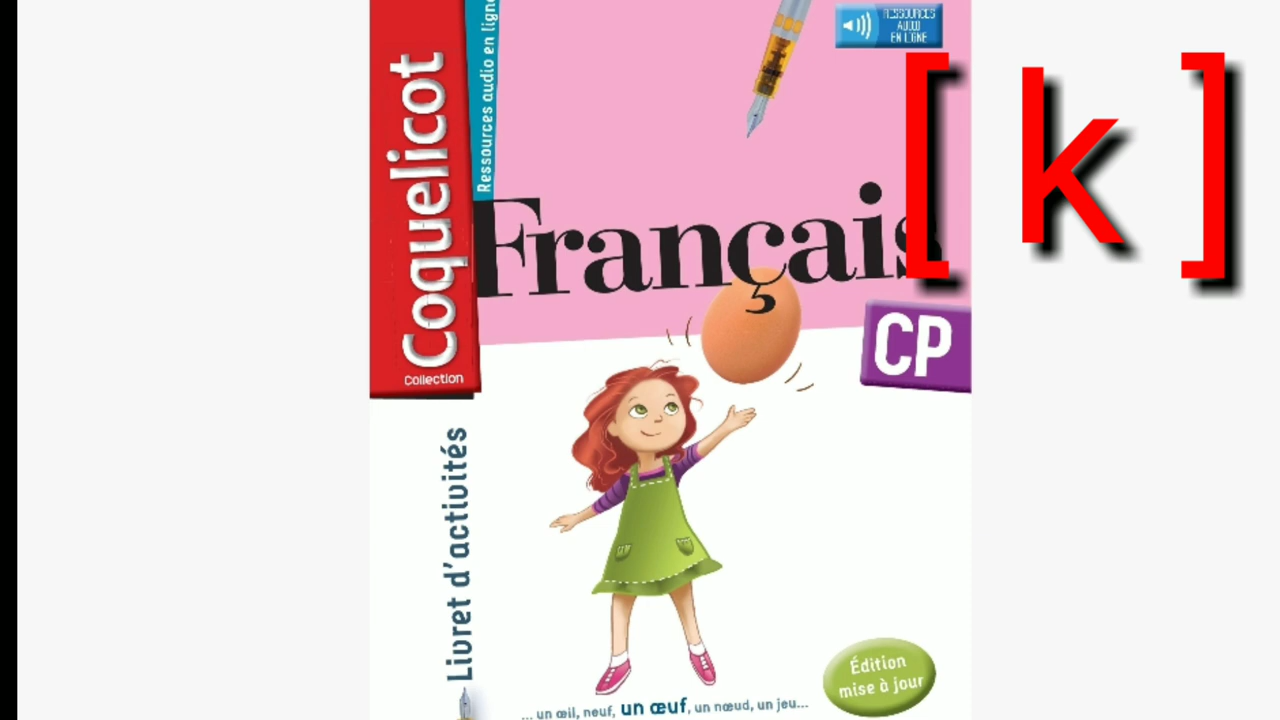 Coquelicot
Collection
Ressources audio en ligne
RESSOURCES
AUDIO
EN LIGNE
[ k ]
Français
CP
Livret d'activités
Édition
mise à jour
... un œil, neuf, un œuf, un nœud, un jeu...